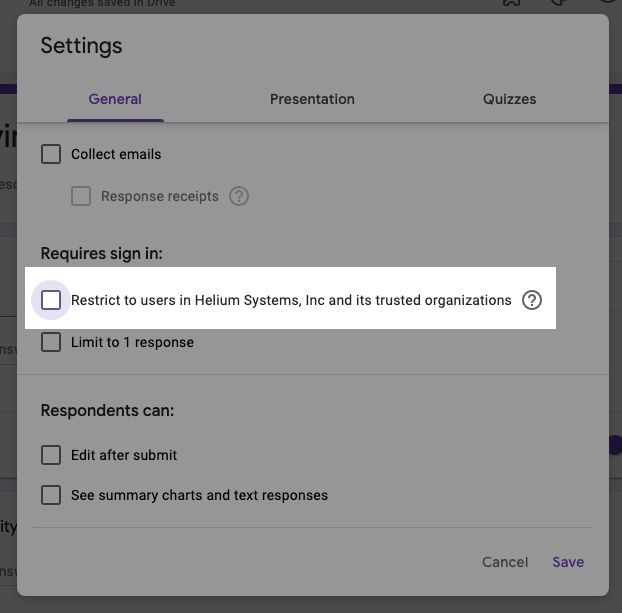 All changes saved in Drive
Settings
General
Presentation
Quizzes
Collect emails
Response receipts
Requires sign in:
Restrict to users in Helium Systems, Inc and its trusted organizations
Limit to 1 response
Respondents can:
Edit after submit
See summary charts and text responses
Cancel
Save